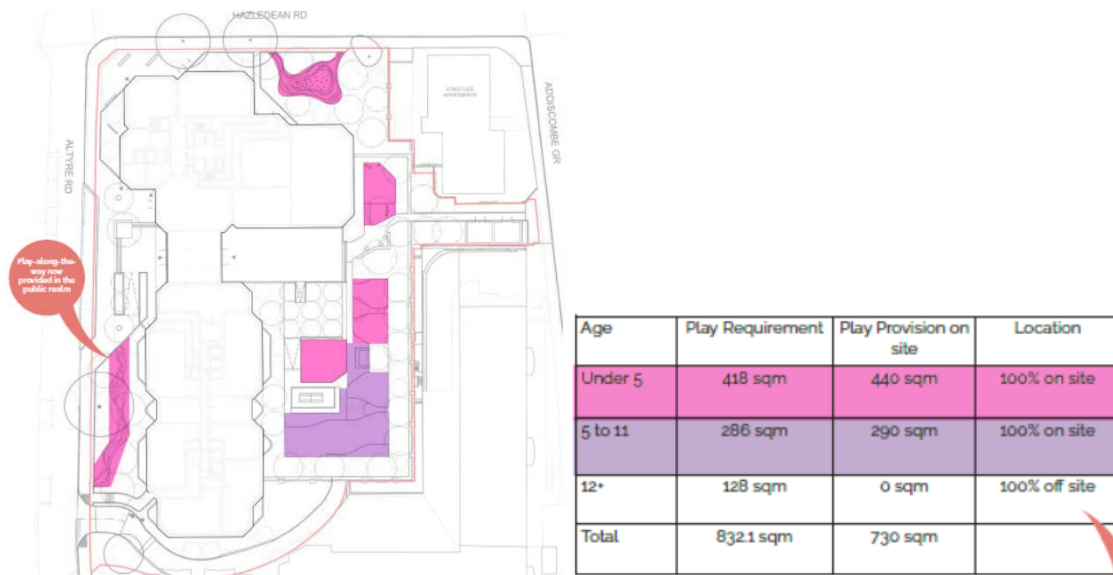 HAZLEDEAN RD
LONGITUDE
APARTMENTS
ADDISCOMBE GR
ALTYRE RD
Play-along-the-
way now
provided in the
public realm
Age Play Requirement Play Provision on
site Location
Under 5 418 sqm 440 sqm 100% on site
5 to 11 286 sqm 290 sqm 100% on site
12+ 128 sqm 0 sqm 100% off site
Total 832.1 sqm 730 sqm